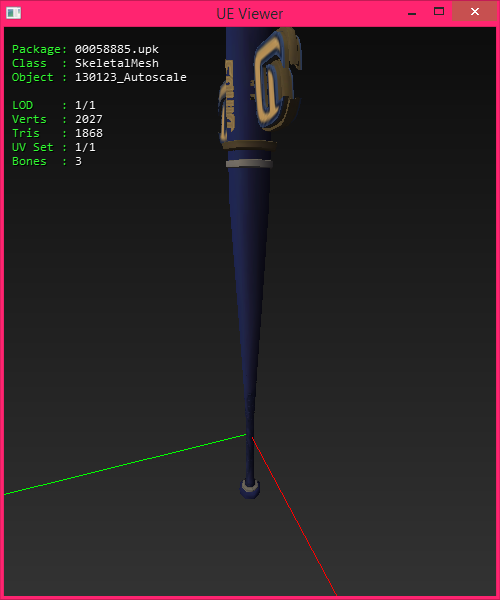 UE Viewer
Package: 00058885.upk
Class : SkeletalMesh
Object : 130123_Autoscale
LOD : 1/1
Verts : 2027
Tris : 1868
UV Set : 1/1
Bones : 3